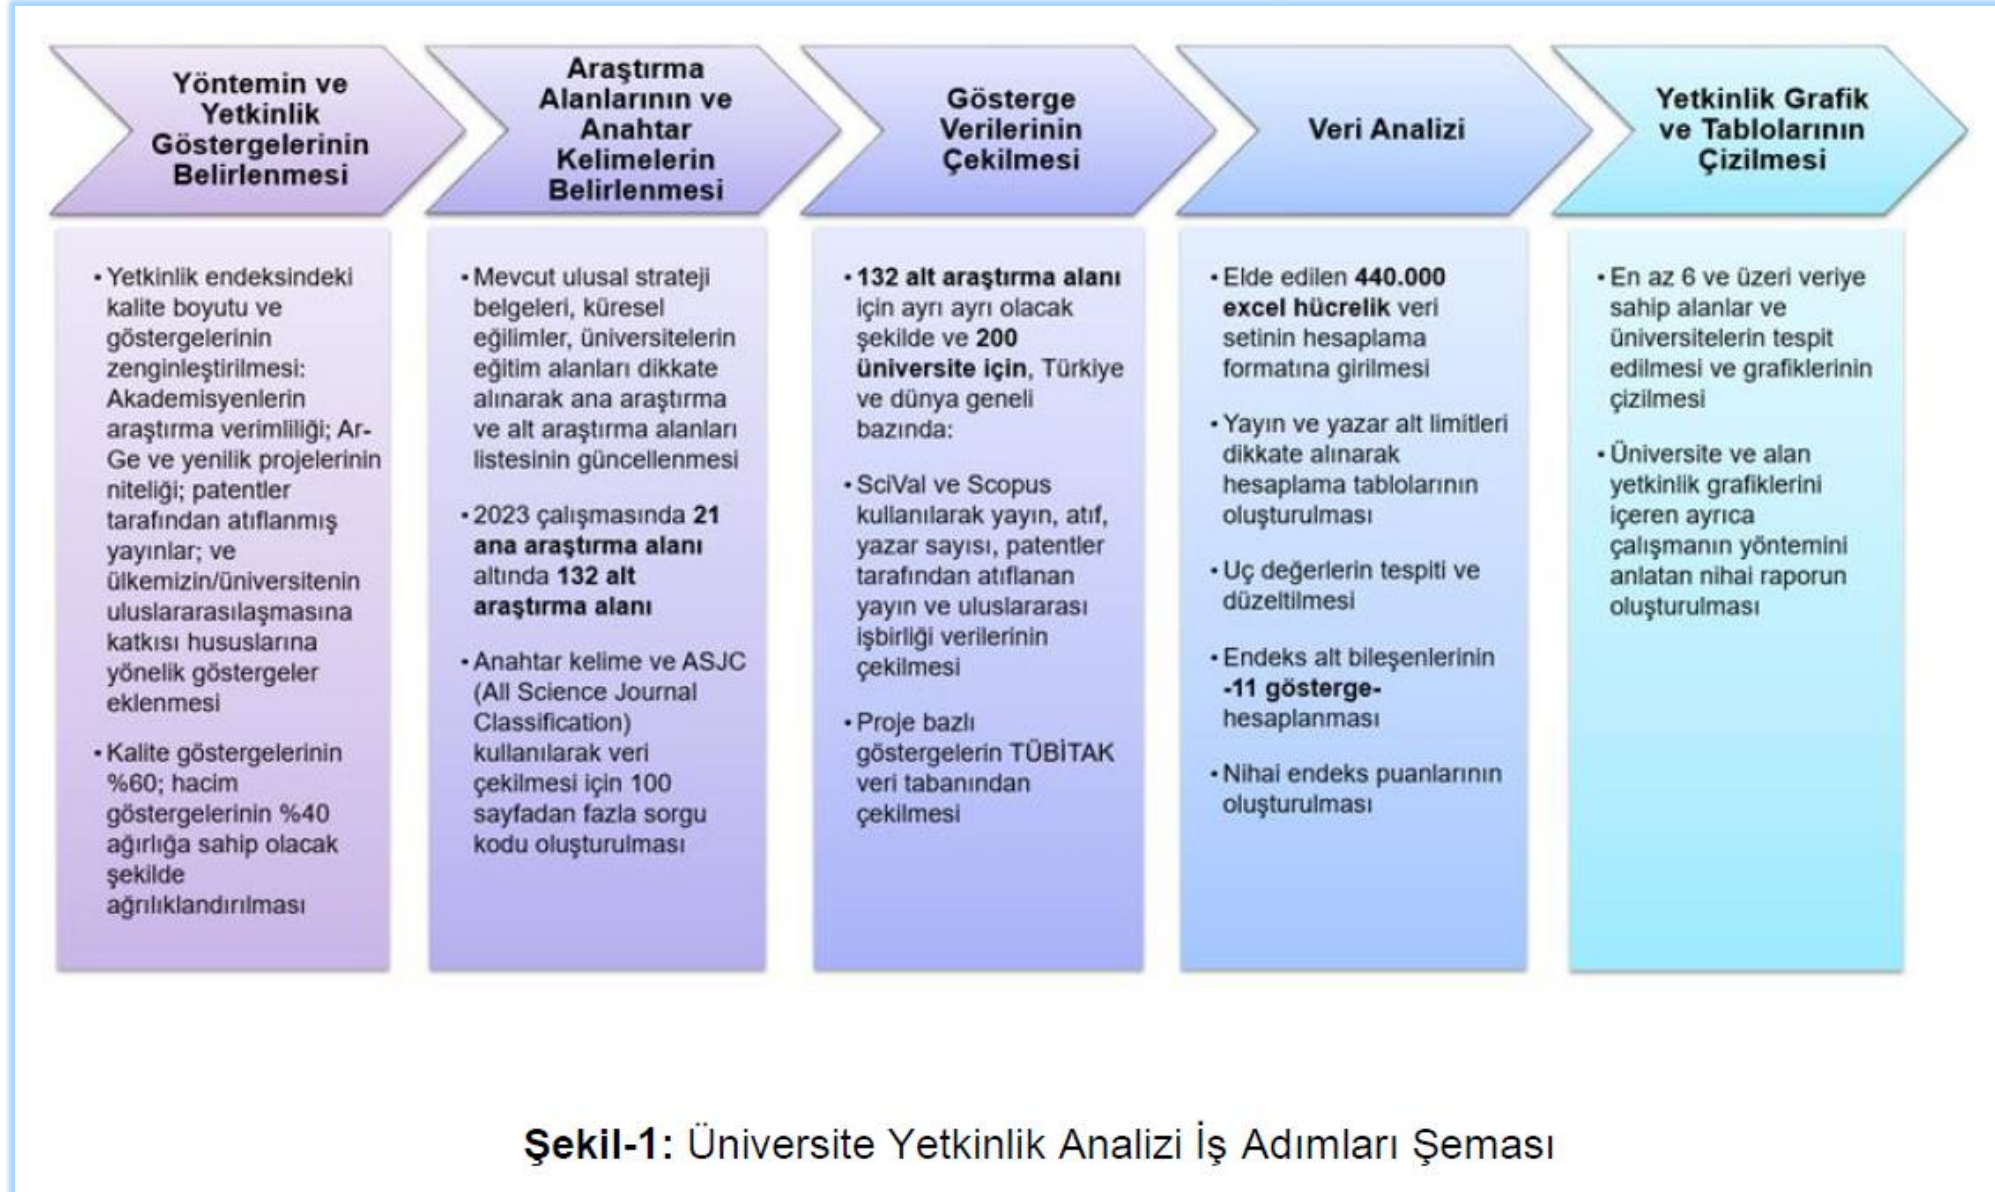 Yöntemin ve
Yetkinlik
Göstergelerinin
Belirlenmesi
• Yetkinlik endeksindeki
kalite boyutu ve
göstergelerinin
zenginleştirilmesi:
Akademisyenlerin
araştırma verimliliği; Ar-
Ge ve yenilik projelerinin
niteliği; patentler
tarafından atıflanmış
yayınlar; ve
ülkemizin/üniversitenin
uluslararasılaşmasına
katkısı hususlarına
yönelik göstergeler
eklenmesi
• Kalite göstergelerinin
%60; hacim
göstergelerinin %40
ağırlığa sahip olacak
şekilde
ağrılıklandırılması
Araştırma
Alanlarının ve
Anahtar
Kelimelerin
Belirlenmesi
• Mevcut ulusal strateji
belgeleri, küresel
eğilimler, üniversitelerin
eğitim alanları dikkate
alınarak ana araştırma
ve alt araştırma alanları
listesinin güncellenmesi
• 2023 çalışmasında 21
ana araştırma alanı
altında 132 alt
araştırma alanı
• Anahtar kelime ve ASJC
(All Science Journal
Classification)
kullanılarak veri
çekilmesi için 100
sayfadan fazla sorgu
kodu oluşturulması
Gösterge
Verilerinin
Çekilmesi
• 132 alt araştırma alanı
için ayrı ayrı olacak
şekilde ve 200
üniversite için, Türkiye
ve dünya geneli
bazında:
• SciVal ve Scopus
kullanılarak yayın, atıf,
yazar sayısı, patentler
tarafından atıflanan
yayın ve uluslararası
işbirliği verilerinin
çekilmesi
• Proje bazlı
göstergelerin TÜBİTAK
veri tabanından
çekilmesi
Veri Analizi
• Elde edilen 440.000
excel hücrelik veri
setinin hesaplama
formatına girilmesi
• Yayın ve yazar alt limitleri
dikkate alınarak
hesaplama tablolarının
oluşturulması
• Uç değerlerin tespiti ve
düzeltilmesi
• Endeks alt bileşenlerinin
-11 gösterge-
hesaplanması
• Nihai endeks puanlarının
oluşturulması
Yetkinlik Grafik
ve Tablolarının
Çizilmesi
• En az 6 ve üzeri veriye
sahip alanlar ve
üniversitelerin tespit
edilmesi ve grafiklerinin
çizilmesi
• Üniversite ve alan
yetkinlik grafiklerini
içeren ayrıca
çalışmanın yöntemini
anlatan nihai raporun
oluşturulması
Şekil-1: Üniversite Yetkinlik Analizi İş Adımları Şeması